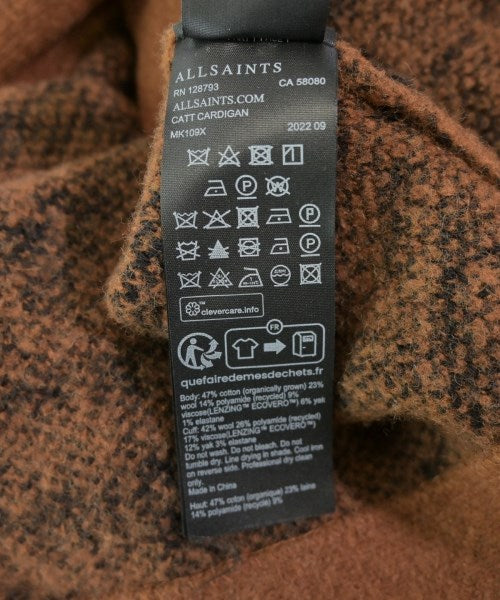 ALLSAINTS
RN 128793 CA 58080
ALLSAINTS.COM
CATT CARDIGAN
MK109X 2022 09
clevercare.info
FR
quefairedemesdechets.fr
Body: 47% cotton (organically grown) 23%
wool 14% polyamide (recycled) 9%
viscose(LENZING™ ECOVERO™) 6% yak
1% elastane
Cuff: 42% wool 26% polyamide (recycled)
17% viscose(LENZING™ ECOVERO™)
12% yak 3% elastane
Do not wash. Do not bleach. Do not
tumble dry. Line drying in shade. Cool iron
on reverse side. Professional dry clean
only.
Made in China
Haut: 47% cotton (organique) 23% laine
14% polyamide (recyclé) 9%